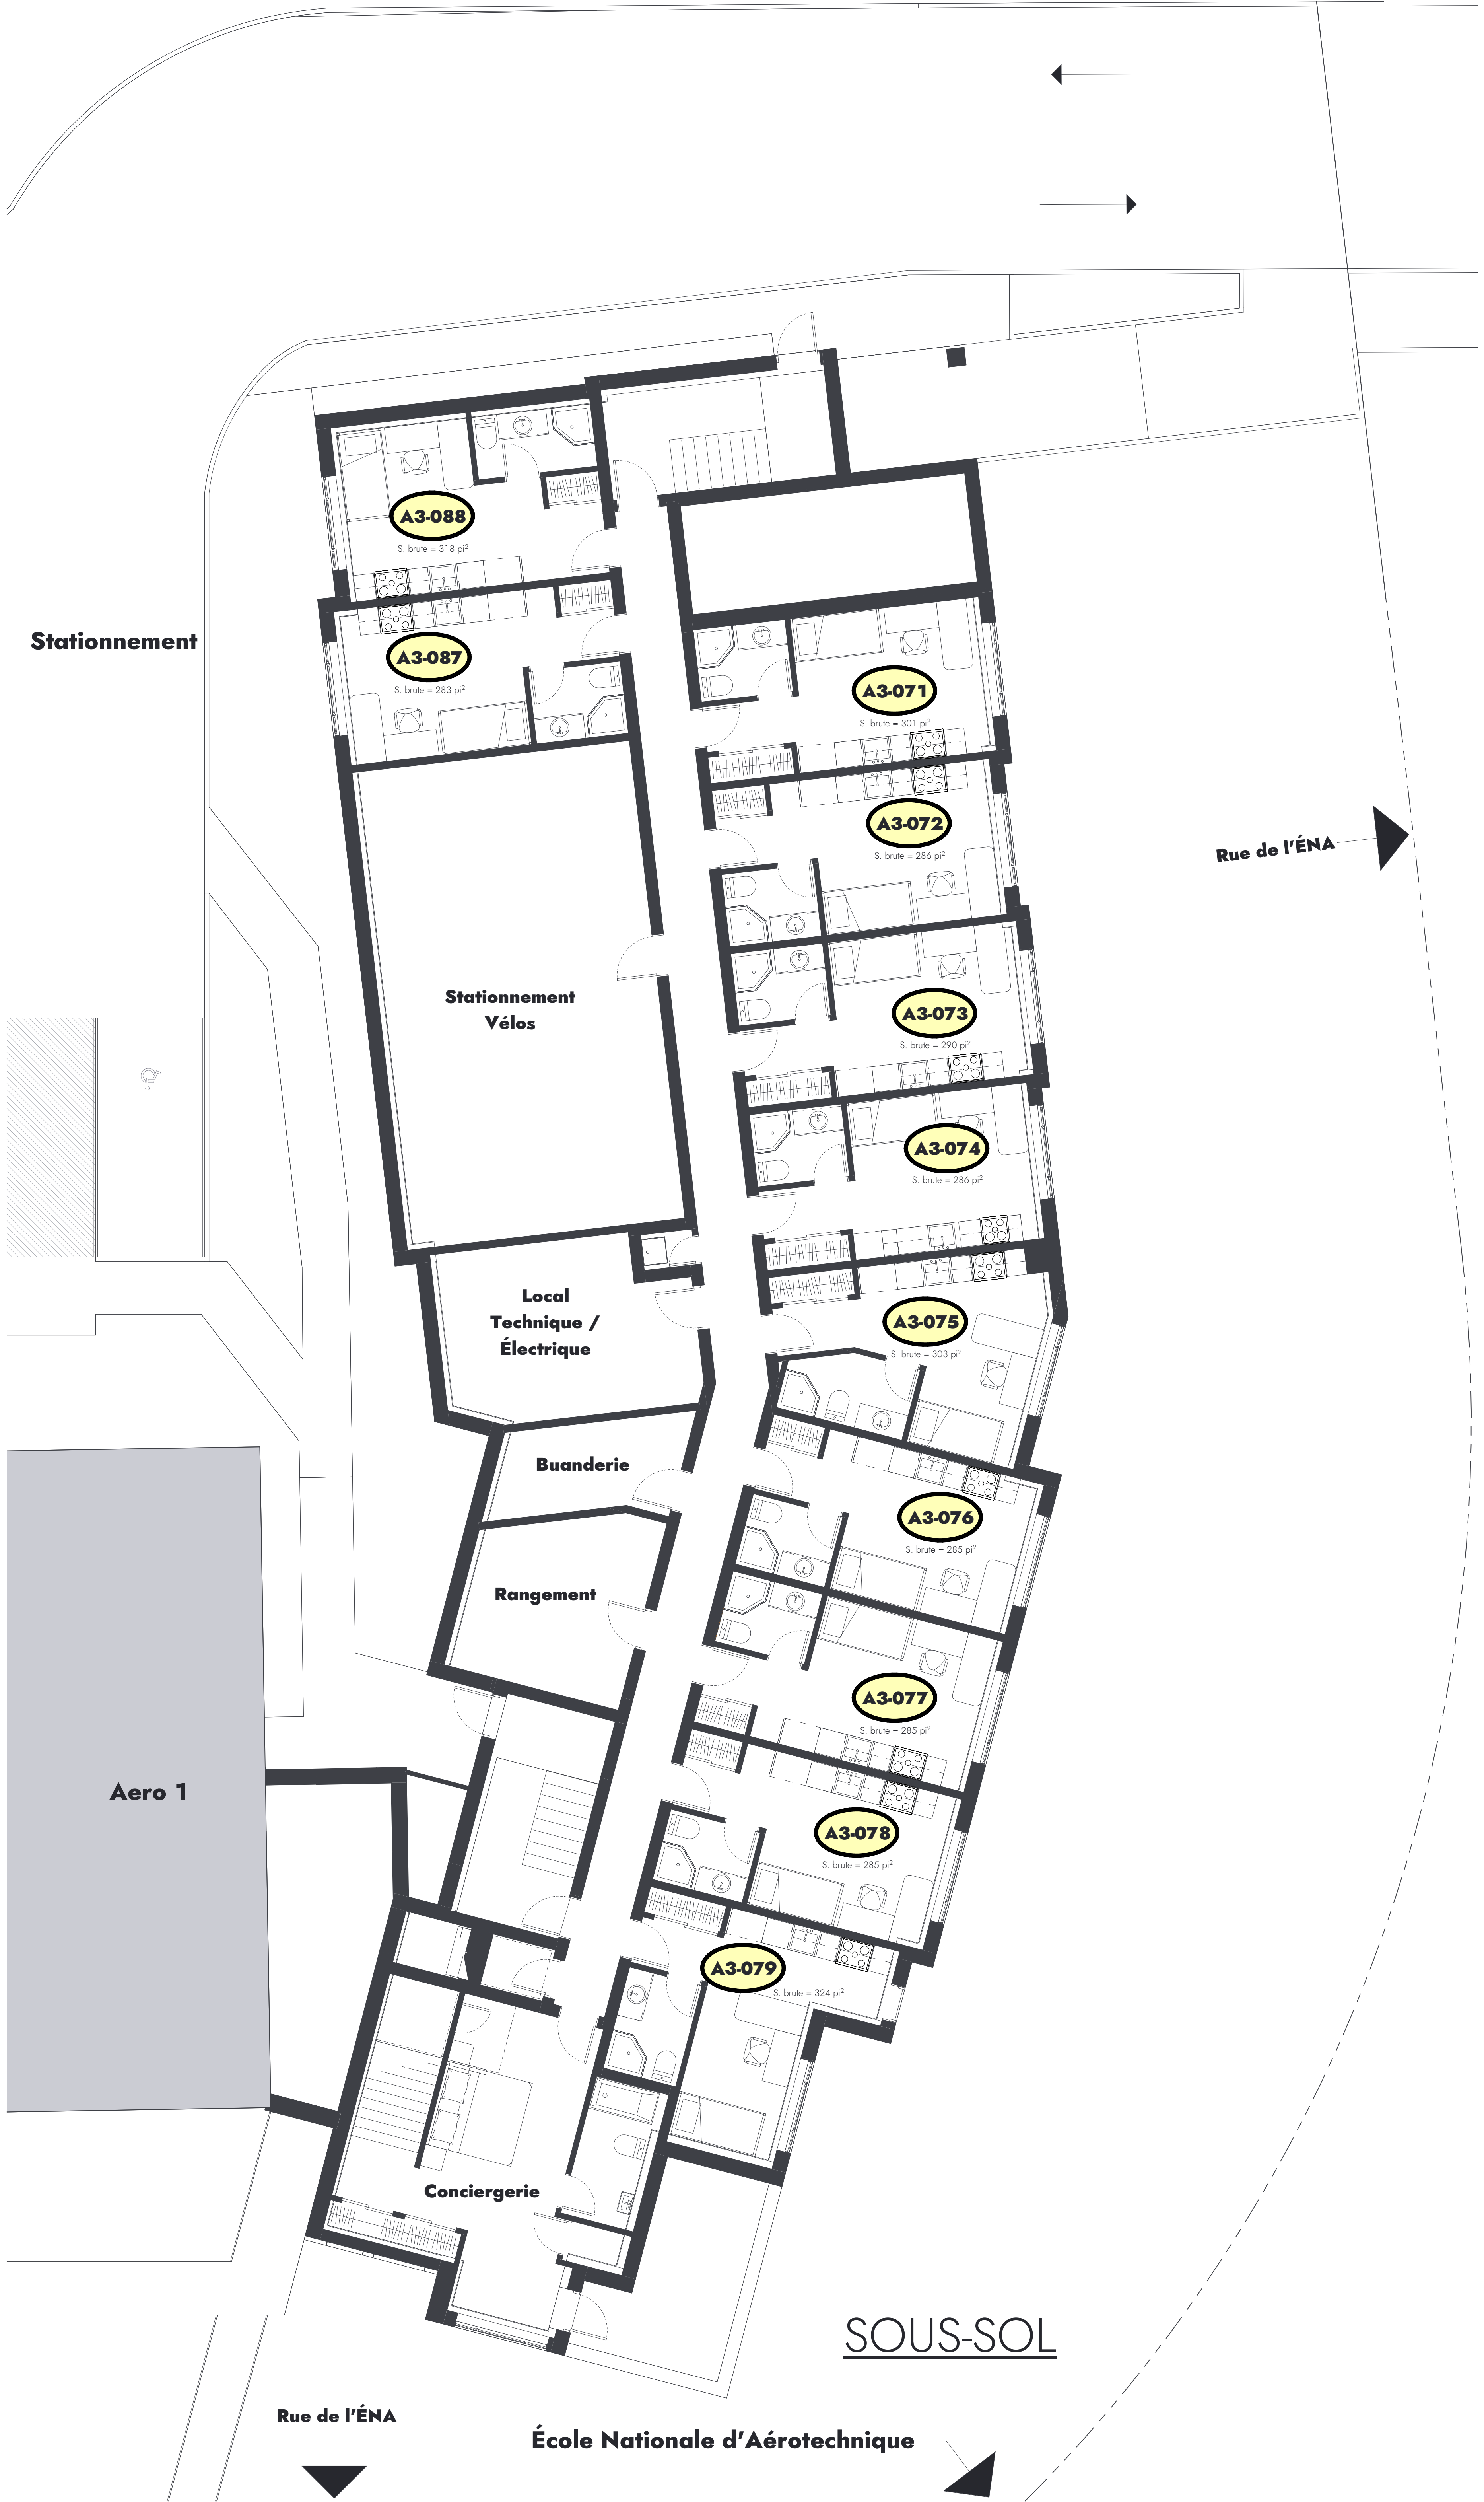 A3-088
S. brute = 318 pi²
Stationnement
A3-087
S. brute = 283 pi²
A3-071
S. brute = 301 pi²
A3-072
S. brute = 286 pi²
Rue de l'ÉNA
Stationnement
Vélos
A3-073
S. brute = 290 pi²
A3-074
S. brute = 286 pi²
Local
Technique /
Électrique
A3-075
S. brute = 303 pi²
Buanderie
A3-076
S. brute = 285 pi²
Rangement
A3-077
S. brute = 285 pi²
Aero 1
A3-078
S. brute = 285 pi²
A3-079
S. brute = 324 pi²
Conciergerie
SOUS-SOL
Rue de l'ÉNA
École Nationale d'Aérotechnique